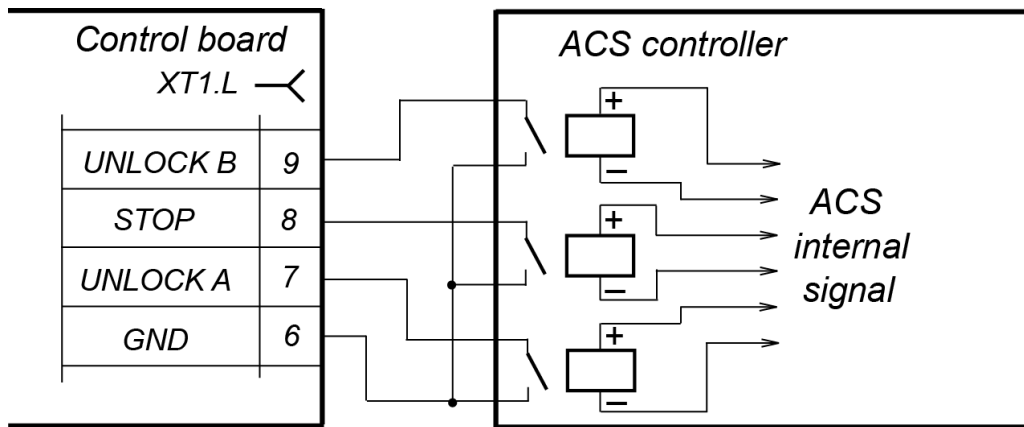 Control board
XT1.L
UNLOCK B 9
STOP 8
UNLOCK A 7
GND 6
ACS controller
+
−
+
−
+
−
ACS
internal
signal